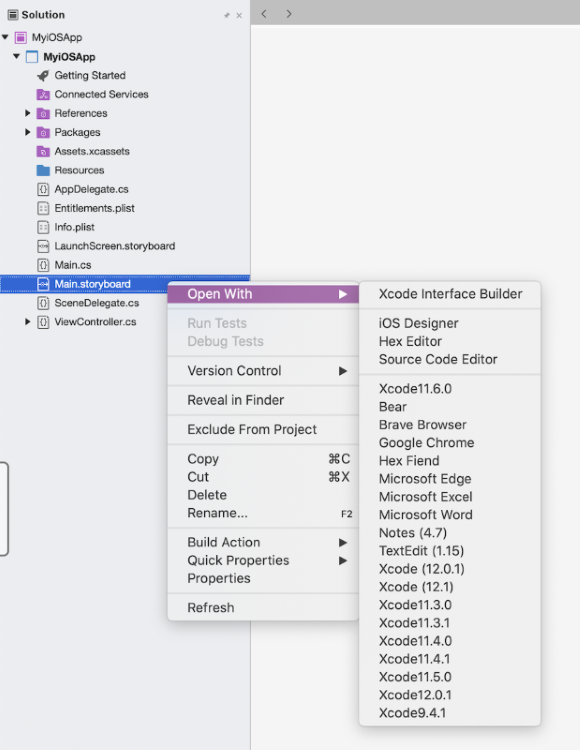 Solution
MyiOSApp
MyiOSApp
Getting Started
Connected Services
References
Packages
Assets.xcassets
Resources
AppDelegate.cs
Entitlements.plist
Info.plist
LaunchScreen.storyboard
Main.cs
Main.storyboard
SceneDelegate.cs
ViewController.cs
Open With
Run Tests
Debug Tests
Version Control
Reveal in Finder
Exclude From Project
Copy ⌘C
Cut ⌘X
Delete
Rename... F2
Build Action
Quick Properties
Properties
Refresh
Xcode Interface Builder
iOS Designer
Hex Editor
Source Code Editor
Xcode11.6.0
Bear
Brave Browser
Google Chrome
Hex Fiend
Microsoft Edge
Microsoft Excel
Microsoft Word
Notes (4.7)
TextEdit (1.15)
Xcode (12.0.1)
Xcode (12.1)
Xcode11.3.0
Xcode11.3.1
Xcode11.4.0
Xcode11.4.1
Xcode11.5.0
Xcode12.0.1
Xcode9.4.1